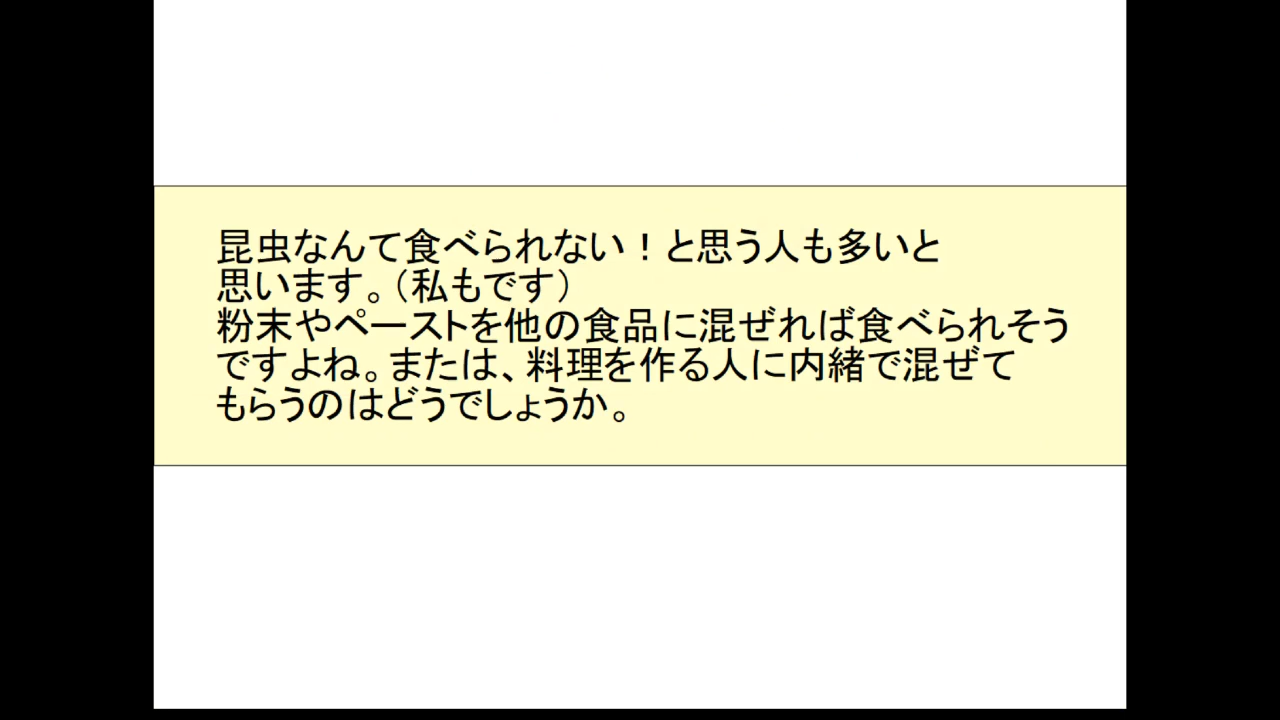 昆虫なんて食べられない！と思う人も多いと
思います。（私もです）
粉末やペーストを他の食品に混ぜれば食べられそう
ですよね。または、料理を作る人に内緒で混ぜて
もらうのはどうでしょうか。